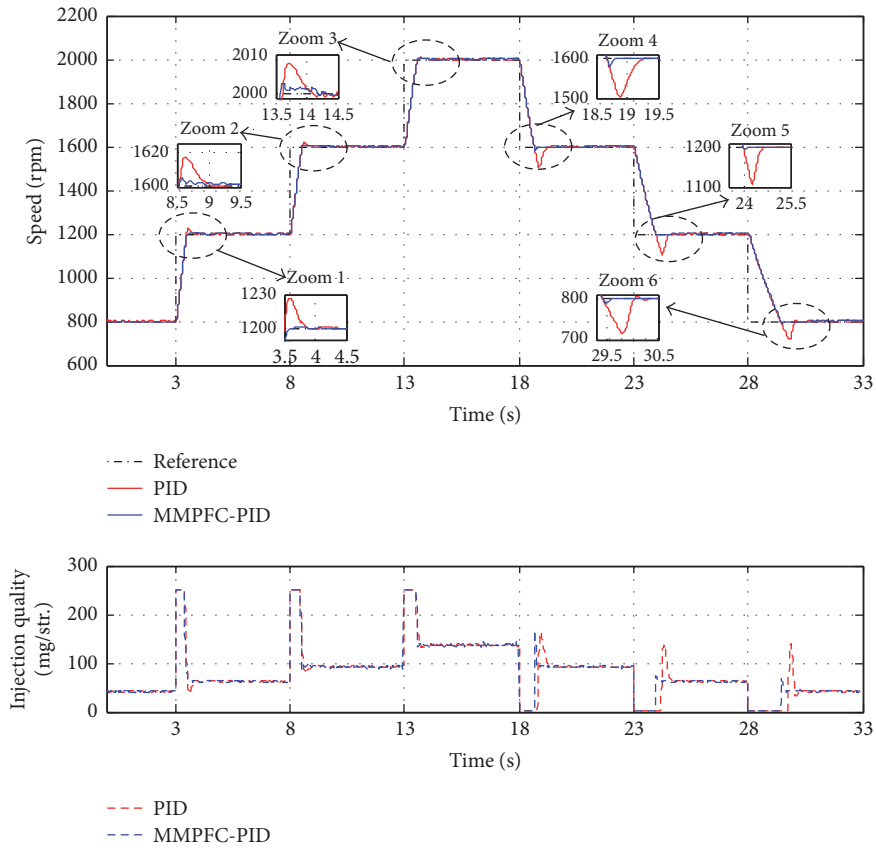 2200
2000
1800
1600
1400
1200
1000
800
600
Speed (rpm)
Zoom 3
2010
2000
13.5 14 14.5
Zoom 2
1620
1600
8.5 9 9.5
Zoom 1
1230
1200
3.5 4 4.5
Zoom 4
1600
1500
18.5 19 19.5
Zoom 5
1200
1100
24 25.5
Zoom 6
800
700
29.5 30.5
3 8 13 18 23 28 33
Time (s)
Reference
PID
MMPFC-PID
300
200
100
0
Injection quality
(mg/str.)
3 8 13 18 23 28 33
Time (s)
PID
MMPFC-PID